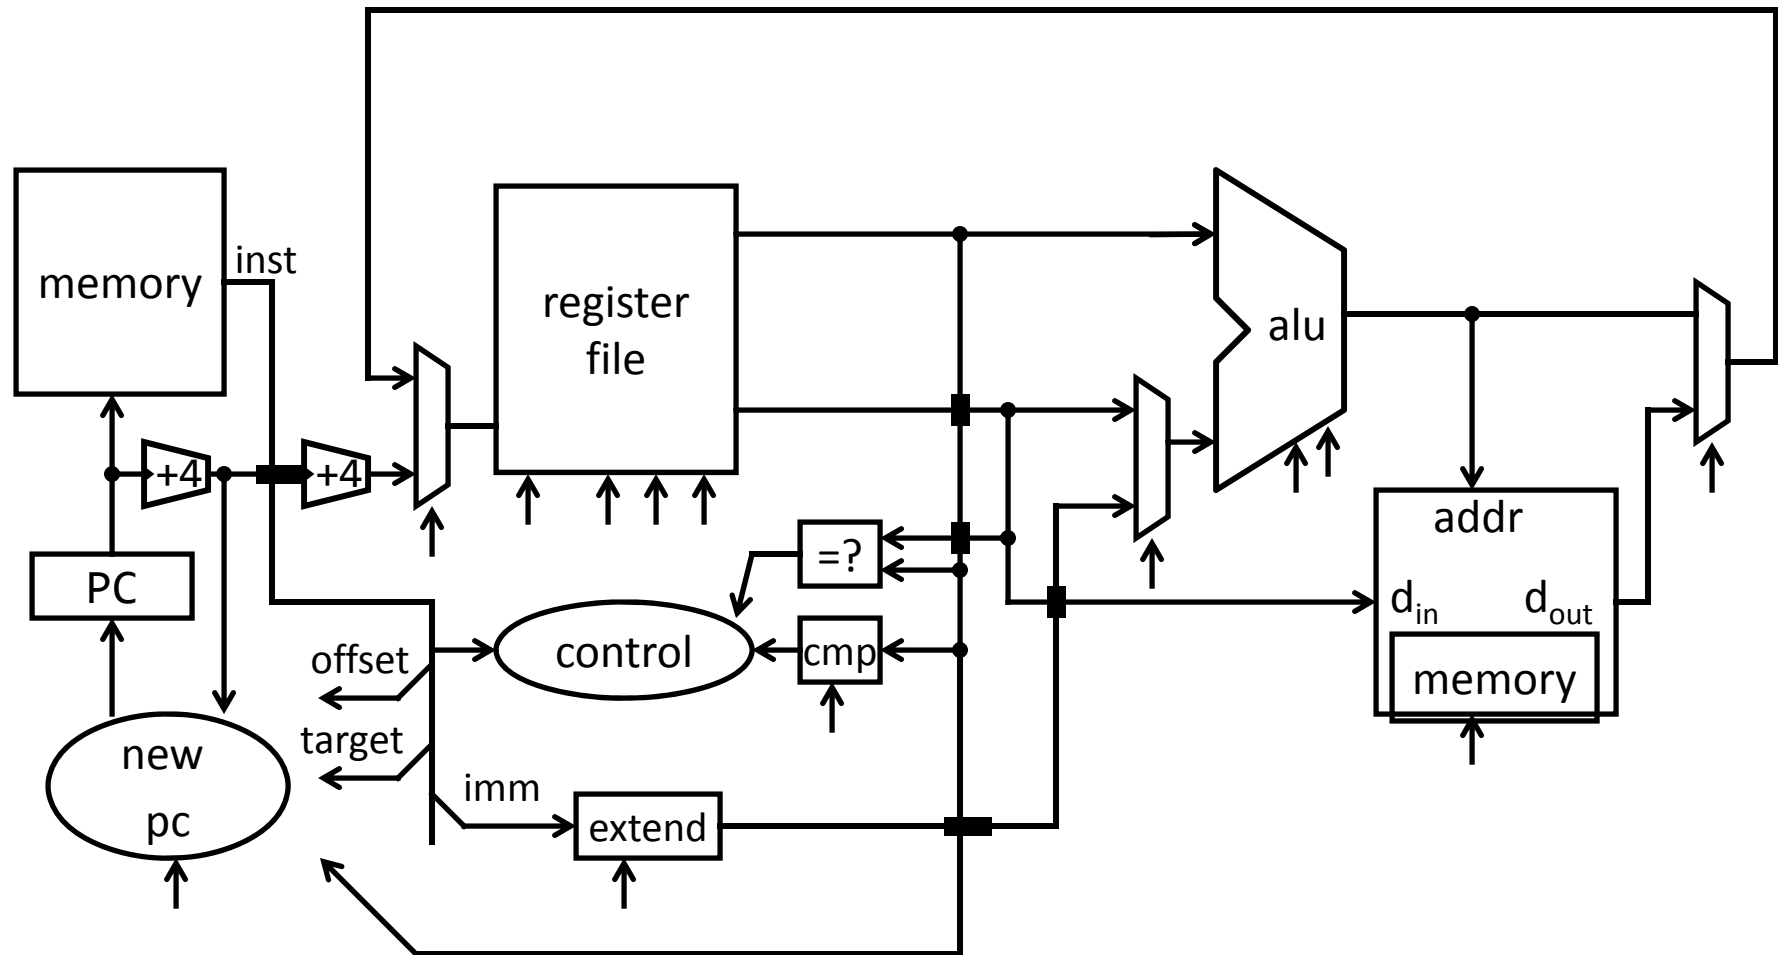 memory
inst
register
file
alu
+4
+4
addr
PC
=?
d_in
d_out
control
cmp
offset
memory
target
new
pc
imm
extend